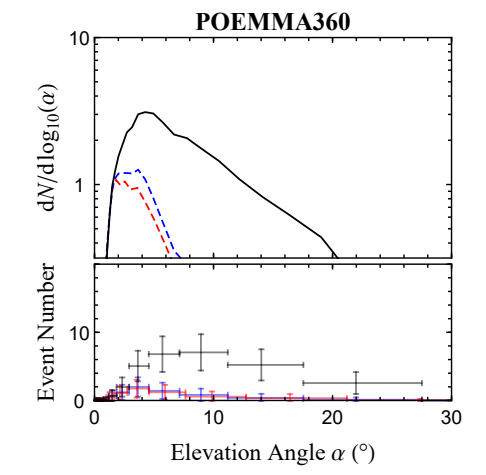 POEMMA360
dN/dlog₁₀(α)
10
1
Event Number
10
0
0
10
20
30
Elevation Angle α (°)